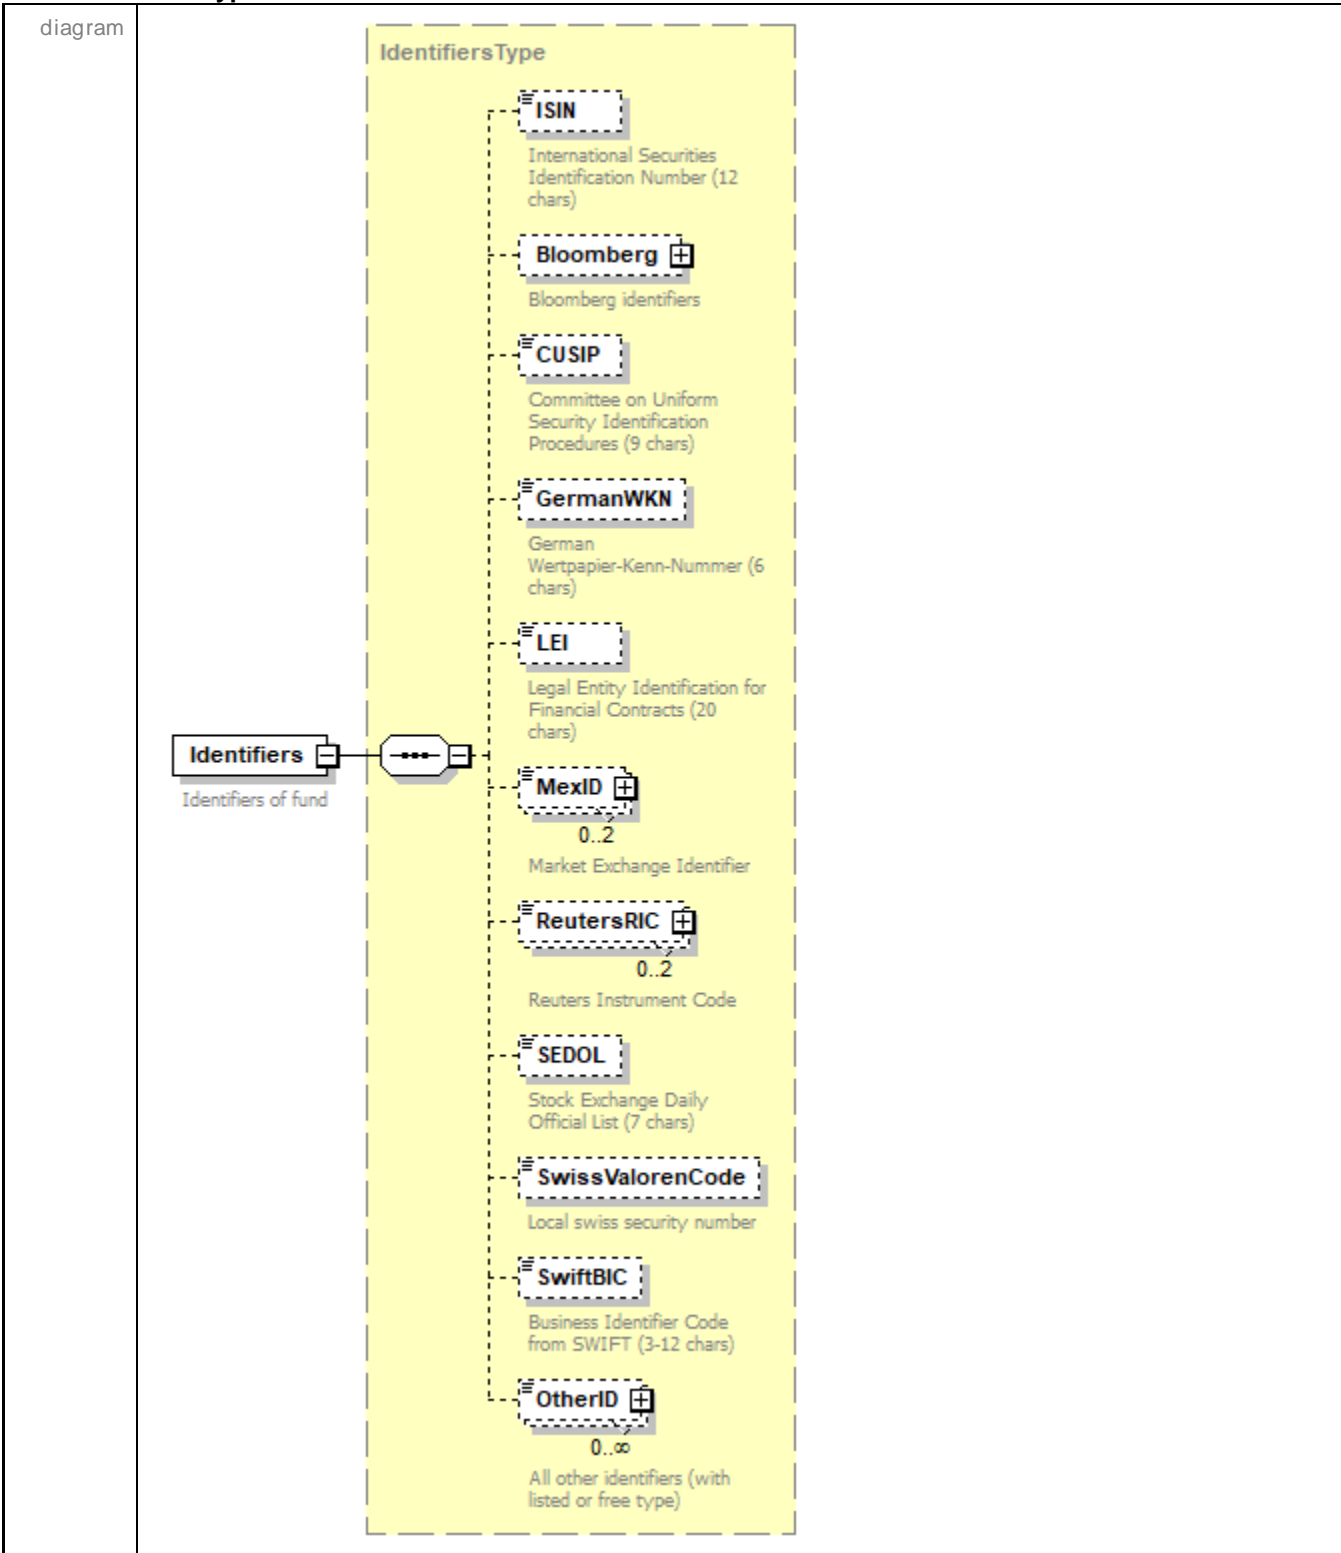 diagram
IdentifiersType
ISIN
International Securities
Identification Number (12
chars)
Bloomberg
Bloomberg identifiers
CUSIP
Committee on Uniform
Security Identification
Procedures (9 chars)
GermanWKN
German
Wertpapier-Kenn-Nummer (6
chars)
LEI
Legal Entity Identification for
Financial Contracts (20
chars)
Identifiers
Identifiers of fund
MexID
0..2
Market Exchange Identifier
ReutersRIC
0..2
Reuters Instrument Code
SEDOL
Stock Exchange Daily
Official List (7 chars)
SwissValorenCode
Local swiss security number
SwiftBIC
Business Identifier Code
from SWIFT (3-12 chars)
OtherID
0..∞
All other identifiers (with
listed or free type)